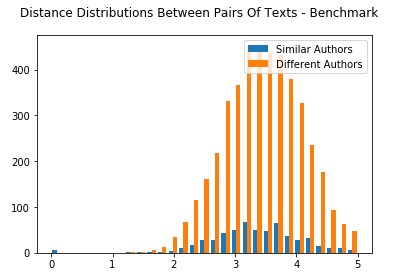 Distance Distributions Between Pairs Of Texts - Benchmark
Similar Authors
Different Authors
400
300
200
100
0
0 1 2 3 4 5